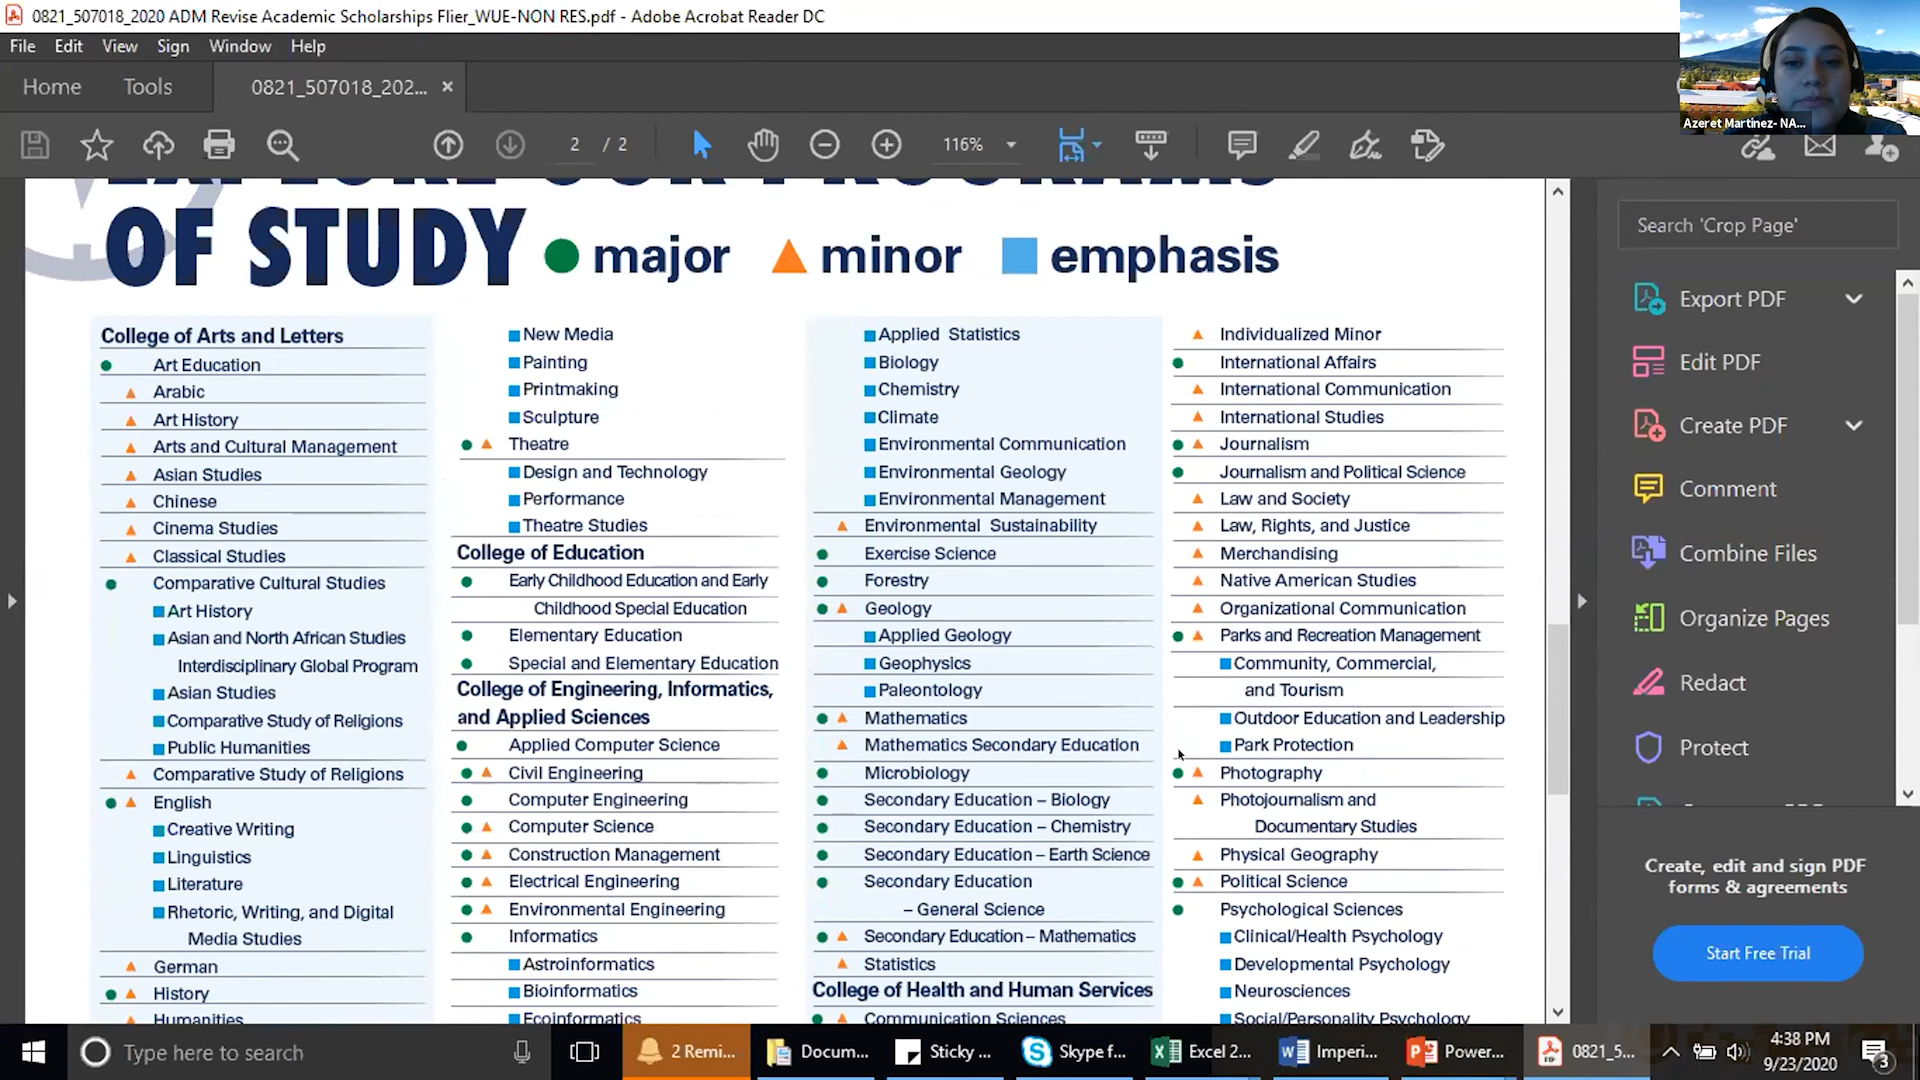 0821_507018_2020 ADM Revise Academic Scholarships Flier_WUE-NON RES.pdf - Adobe Acrobat Reader DC
File Edit View Sign Window Help
Home Tools 0821_507018_202... ×
2 / 2 116%
Azeret Martinez- NA...
OF STUDY major minor emphasis
College of Arts and Letters
Art Education
Arabic
Art History
Arts and Cultural Management
Asian Studies
Chinese
Cinema Studies
Classical Studies
Comparative Cultural Studies
Art History
Asian and North African Studies
Interdisciplinary Global Program
Asian Studies
Comparative Study of Religions
Public Humanities
Comparative Study of Religions
English
Creative Writing
Linguistics
Literature
Rhetoric, Writing, and Digital
Media Studies
German
History
Humanities
New Media
Painting
Printmaking
Sculpture
Theatre
Design and Technology
Performance
Theatre Studies
College of Education
Early Childhood Education and Early
Childhood Special Education
Elementary Education
Special and Elementary Education
College of Engineering, Informatics,
and Applied Sciences
Applied Computer Science
Civil Engineering
Computer Engineering
Computer Science
Construction Management
Electrical Engineering
Environmental Engineering
Informatics
Astroinformatics
Bioinformatics
Ecoinformatics
Applied Statistics
Biology
Chemistry
Climate
Environmental Communication
Environmental Geology
Environmental Management
Environmental Sustainability
Exercise Science
Forestry
Geology
Applied Geology
Geophysics
Paleontology
Mathematics
Mathematics Secondary Education
Microbiology
Secondary Education – Biology
Secondary Education – Chemistry
Secondary Education – Earth Science
Secondary Education
– General Science
Secondary Education – Mathematics
Statistics
College of Health and Human Services
Communication Sciences
Individualized Minor
International Affairs
International Communication
International Studies
Journalism
Journalism and Political Science
Law and Society
Law, Rights, and Justice
Merchandising
Native American Studies
Organizational Communication
Parks and Recreation Management
Community, Commercial,
and Tourism
Outdoor Education and Leadership
Park Protection
Photography
Photojournalism and
Documentary Studies
Physical Geography
Political Science
Psychological Sciences
Clinical/Health Psychology
Developmental Psychology
Neurosciences
Social/Personality Psychology
Search 'Crop Page'
Export PDF
Edit PDF
Create PDF
Comment
Combine Files
Organize Pages
Redact
Protect
Create, edit and sign PDF
forms & agreements
Start Free Trial
Type here to search
2 Remi...
Docum...
Sticky ...
Skype f...
Excel 2...
Imperi...
Power...
0821_5...
4:38 PM
9/23/2020
3